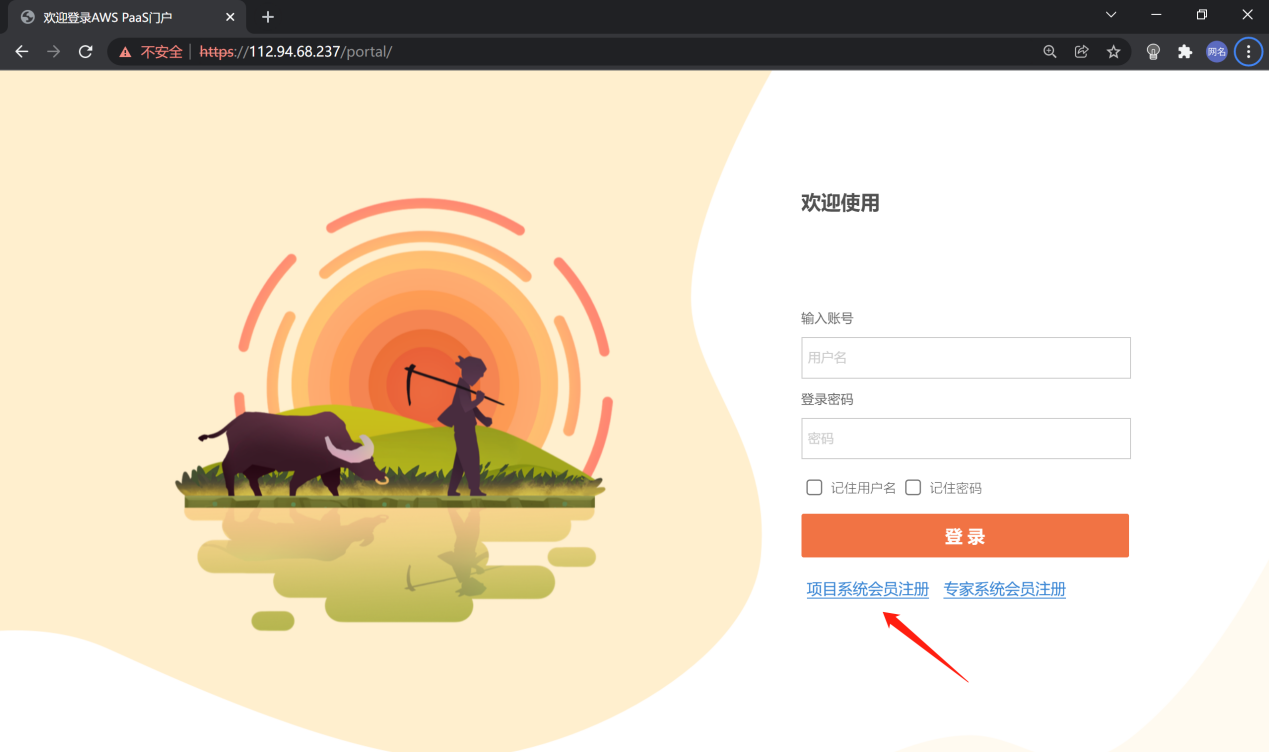 欢迎登录AWS PaaS门户
不安全 | https://112.94.68.237/portal/
网名
欢迎使用
输入账号
用户名
登录密码
密码
记住用户名 记住密码
登 录
项目系统会员注册 专家系统会员注册